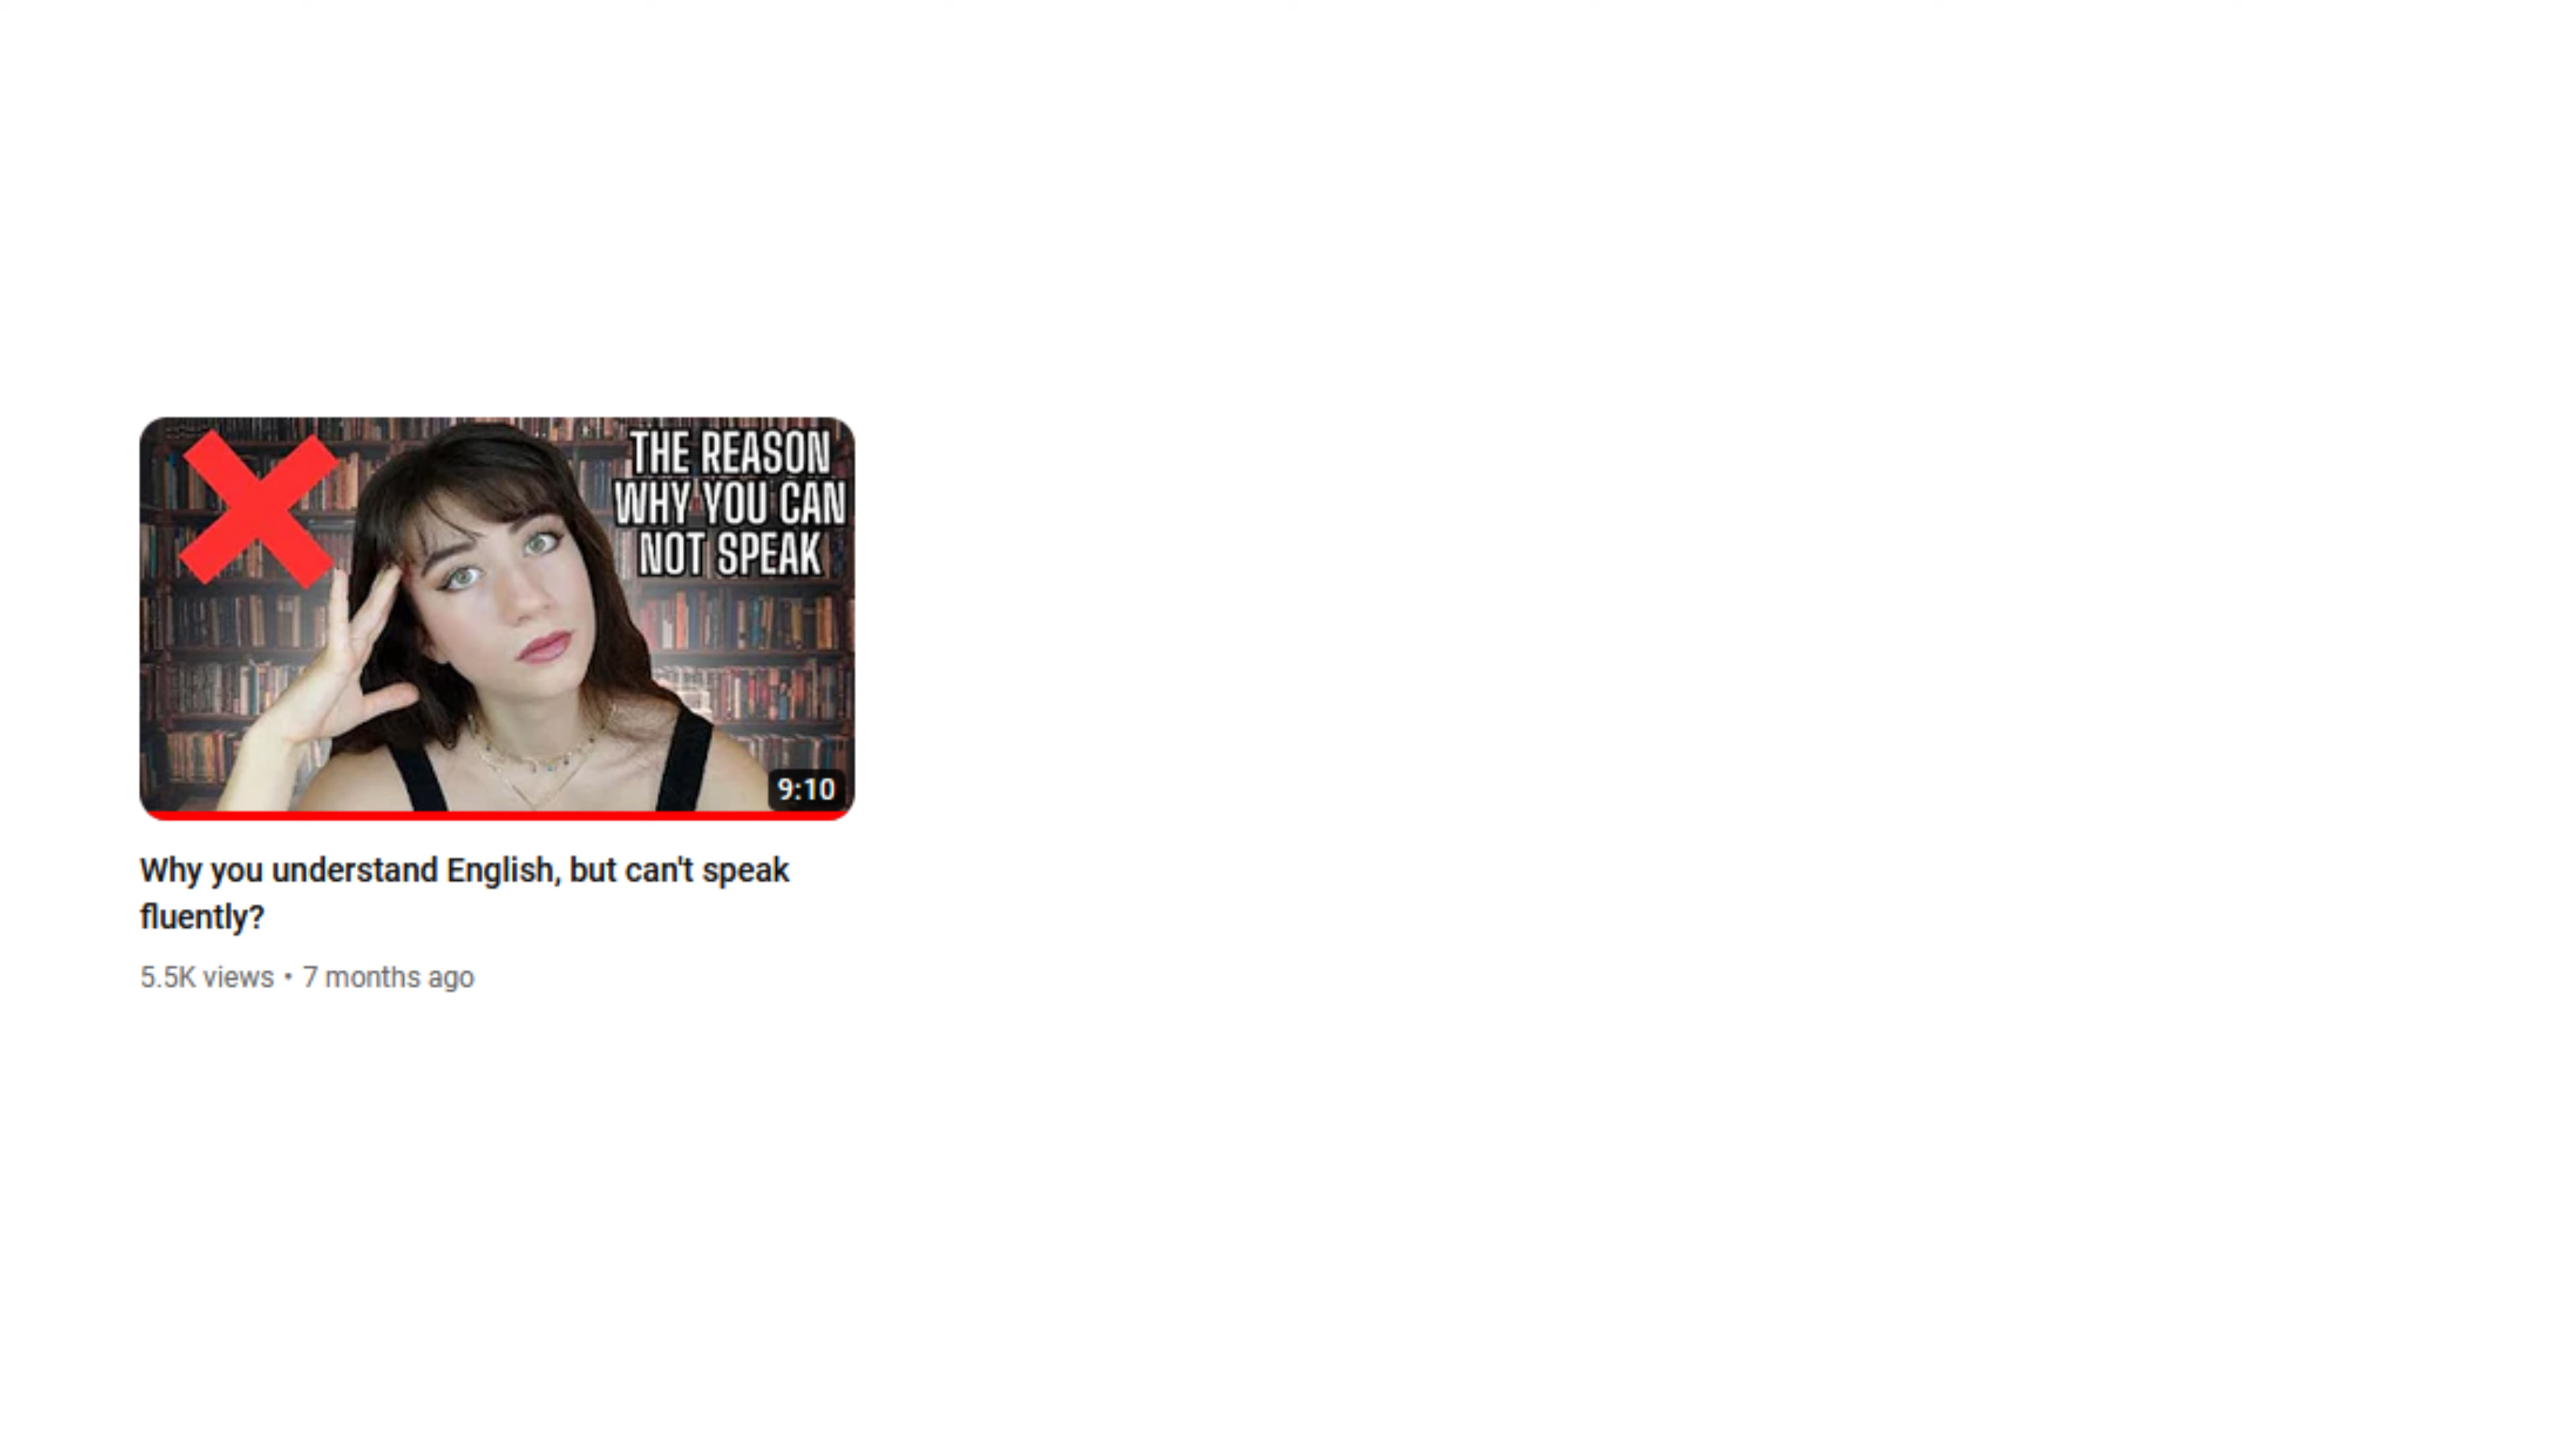 THE REASON
WHY YOU CAN
NOT SPEAK
9:10
Why you understand English, but can't speak
fluently?
5.5K views • 7 months ago